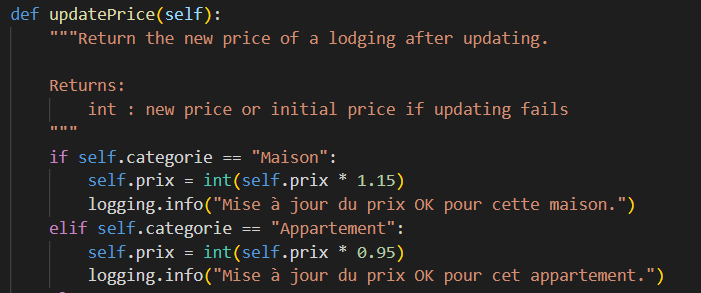 def updatePrice(self):
"""Return the new price of a lodging after updating.
Returns:
int : new price or initial price if updating fails
"""
if self.categorie == "Maison":
self.prix = int(self.prix * 1.15)
logging.info("Mise à jour du prix OK pour cette maison.")
elif self.categorie == "Appartement":
self.prix = int(self.prix * 0.95)
logging.info("Mise à jour du prix OK pour cet appartement.")